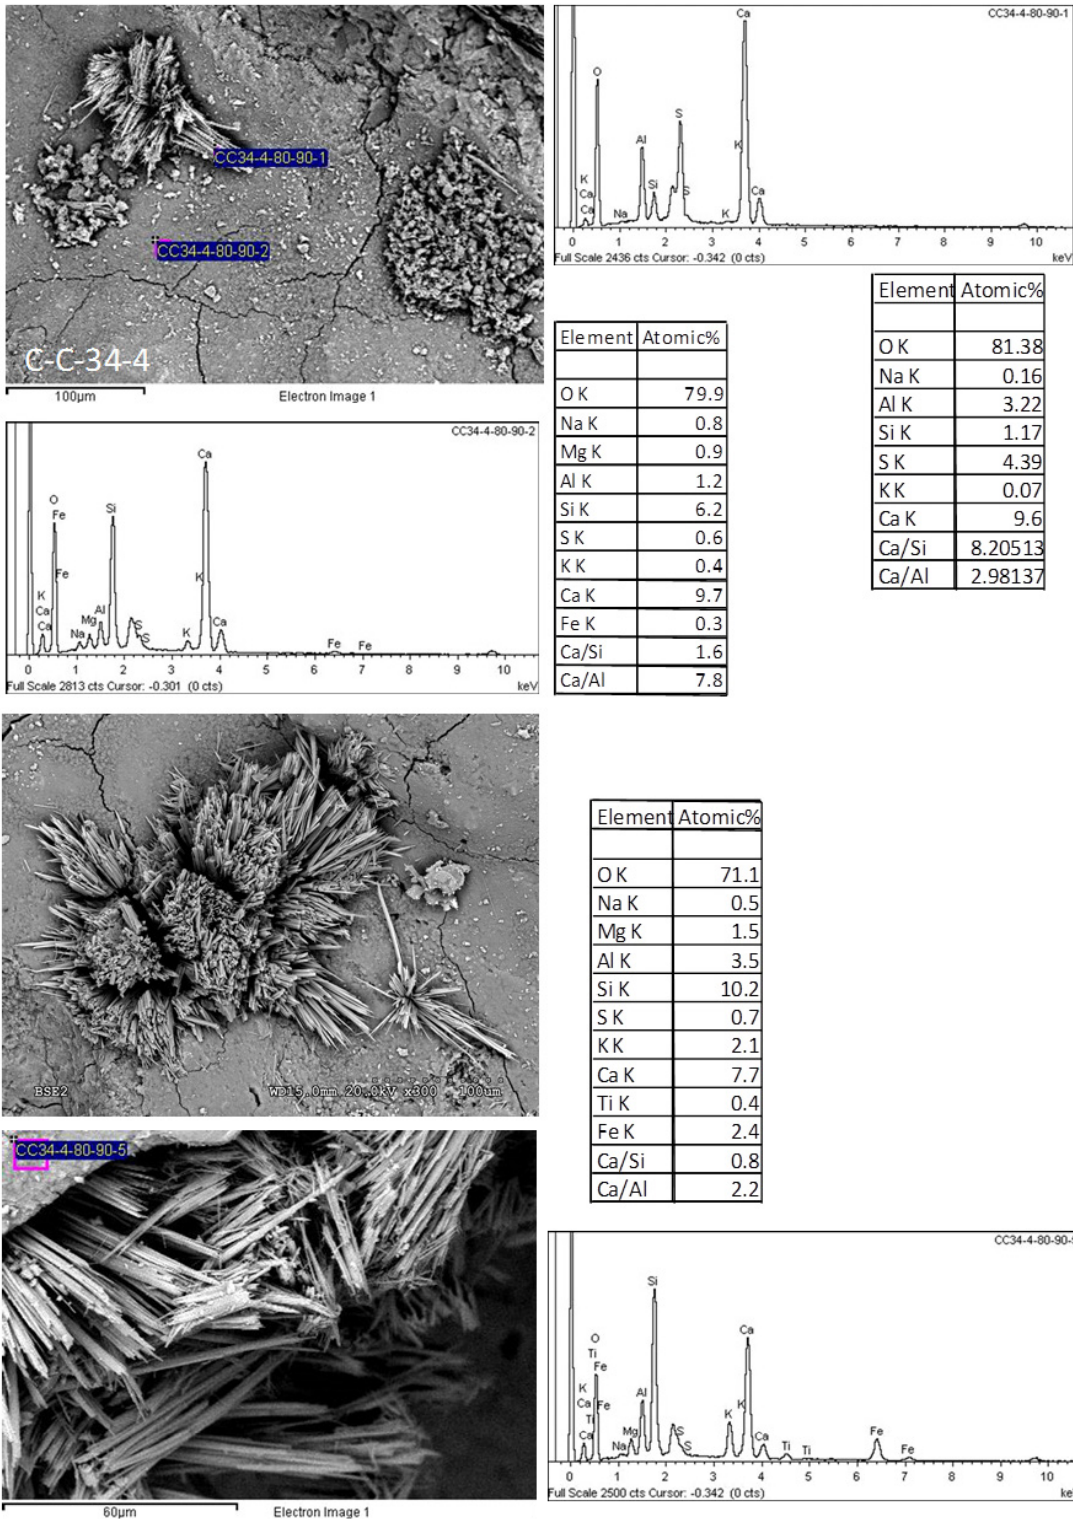 CC34-4-80-90-1
CC34-4-80-90-2
C-C-34-4
100µm
Electron Image 1
CC34-4-80-90-1
Ca
O
S
Al
K
K
Ca
Ca
Si
S
Ca
Na
K
0 1 2 3 4 5 6 7 8 9 10
Full Scale 2436 cts Cursor: -0.342 (0 cts)
keV
Element Atomic%
O K 81.38
Na K 0.16
Al K 3.22
Si K 1.17
S K 4.39
K K 0.07
Ca K 9.6
Ca/Si 8.20513
Ca/Al 2.98137
Element Atomic%
O K 79.9
Na K 0.8
Mg K 0.9
Al K 1.2
Si K 6.2
S K 0.6
K K 0.4
Ca K 9.7
Fe K 0.3
Ca/Si 1.6
Ca/Al 7.8
CC34-4-80-90-2
Ca
O
Fe
Si
Fe
K
K
Ca
Ca
Mg
Al
Na
S
S
K
Ca
Fe
Fe
0 1 2 3 4 5 6 7 8 9 10
Full Scale 2813 cts Cursor: -0.301 (0 cts)
keV
BSE2 WD15.0mm 20.0kV x300 100um
Element Atomic%
O K 71.1
Na K 0.5
Mg K 1.5
Al K 3.5
Si K 10.2
S K 0.7
K K 2.1
Ca K 7.7
Ti K 0.4
Fe K 2.4
Ca/Si 0.8
Ca/Al 2.2
CC34-4-80-90-5
60µm
Electron Image 1
Si
Ca
O
Ti
Fe
K
Ca
Fe
Ti
Ca
Al
K
K
Na
Mg
S
S
Ca
Ti
Ti
Fe
Fe
0 1 2 3 4 5 6 7 8 9 10
Full Scale 2500 cts Cursor: -0.342 (0 cts)